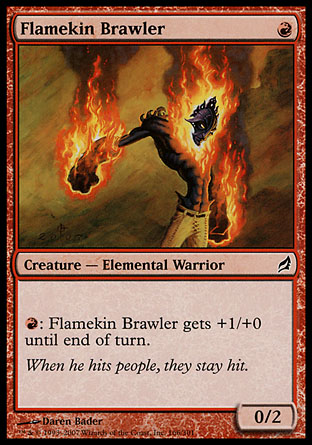 Flamekin Brawler
Creature — Elemental Warrior
: Flamekin Brawler gets +1/+0
until end of turn.
When he hits people, they stay hit.
Daren Bader
0/2